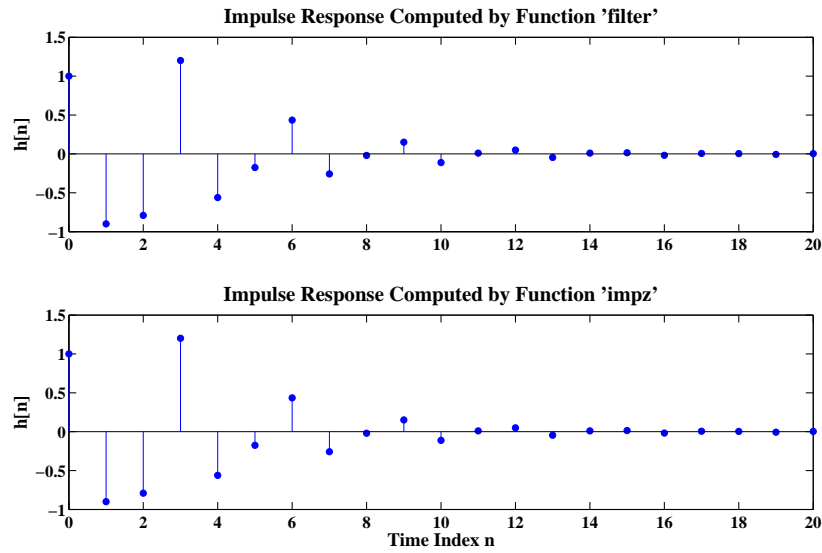 Impulse Response Computed by Function ’filter’
1.5
1
0.5
0
−0.5
−1
h[n]
0 2 4 6 8 10 12 14 16 18 20
Impulse Response Computed by Function ’impz’
1.5
1
0.5
0
−0.5
−1
h[n]
0 2 4 6 8 10 12 14 16 18 20
Time Index n